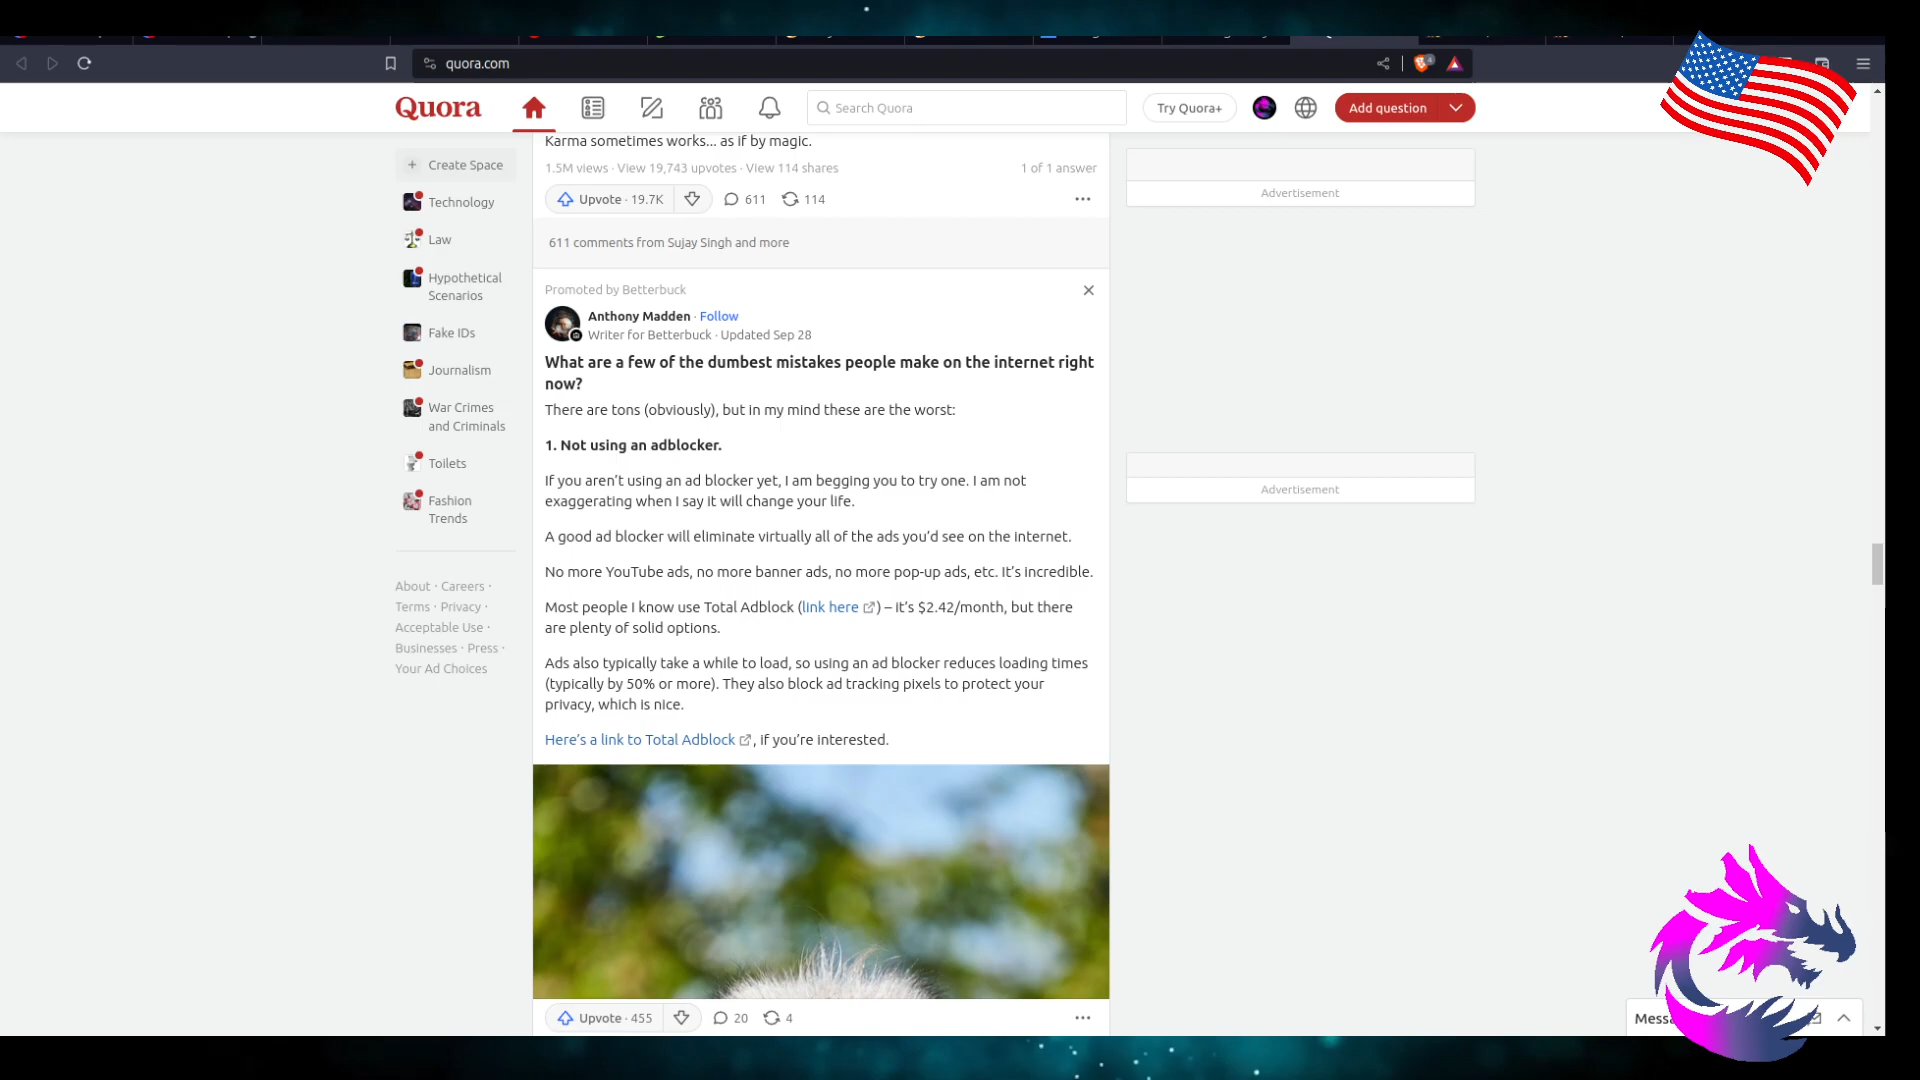 quora.com
Quora
Search Quora
Try Quora+
Add question
Create Space
Technology
Law
Hypothetical
Scenarios
Fake IDs
Journalism
War Crimes
and Criminals
Toilets
Fashion
Trends
About · Careers ·
Terms · Privacy ·
Acceptable Use ·
Businesses · Press ·
Your Ad Choices
Karma sometimes works... as if by magic.
1.5M views · View 19,743 upvotes · View 114 shares
1 of 1 answer
Upvote · 19.7K
611
114
611 comments from Sujay Singh and more
Promoted by Betterbuck
Anthony Madden · Follow
Writer for Betterbuck · Updated Sep 28
What are a few of the dumbest mistakes people make on the internet right
now?
There are tons (obviously), but in my mind these are the worst:
1. Not using an adblocker.
If you aren’t using an ad blocker yet, I am begging you to try one. I am not
exaggerating when I say it will change your life.
A good ad blocker will eliminate virtually all of the ads you’d see on the internet.
No more YouTube ads, no more banner ads, no more pop-up ads, etc. It’s incredible.
Most people I know use Total Adblock (link here) – it’s $2.42/month, but there
are plenty of solid options.
Ads also typically take a while to load, so using an ad blocker reduces loading times
(typically by 50% or more). They also block ad tracking pixels to protect your
privacy, which is nice.
Here’s a link to Total Adblock, if you’re interested.
Upvote · 455
20
4
Advertisement
Advertisement